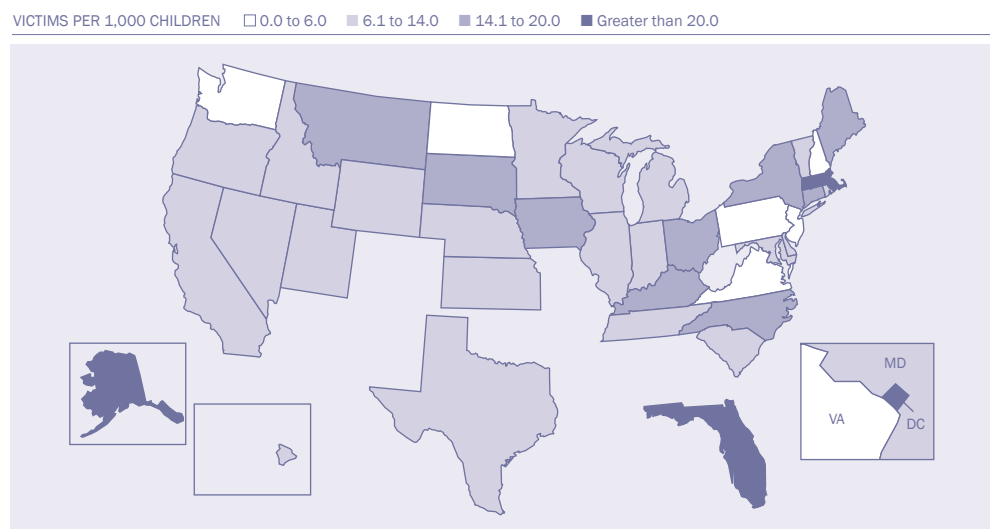 VICTIMS PER 1,000 CHILDREN 0.0 to 6.0 6.1 to 14.0 14.1 to 20.0 Greater than 20.0
MD
VA
DC